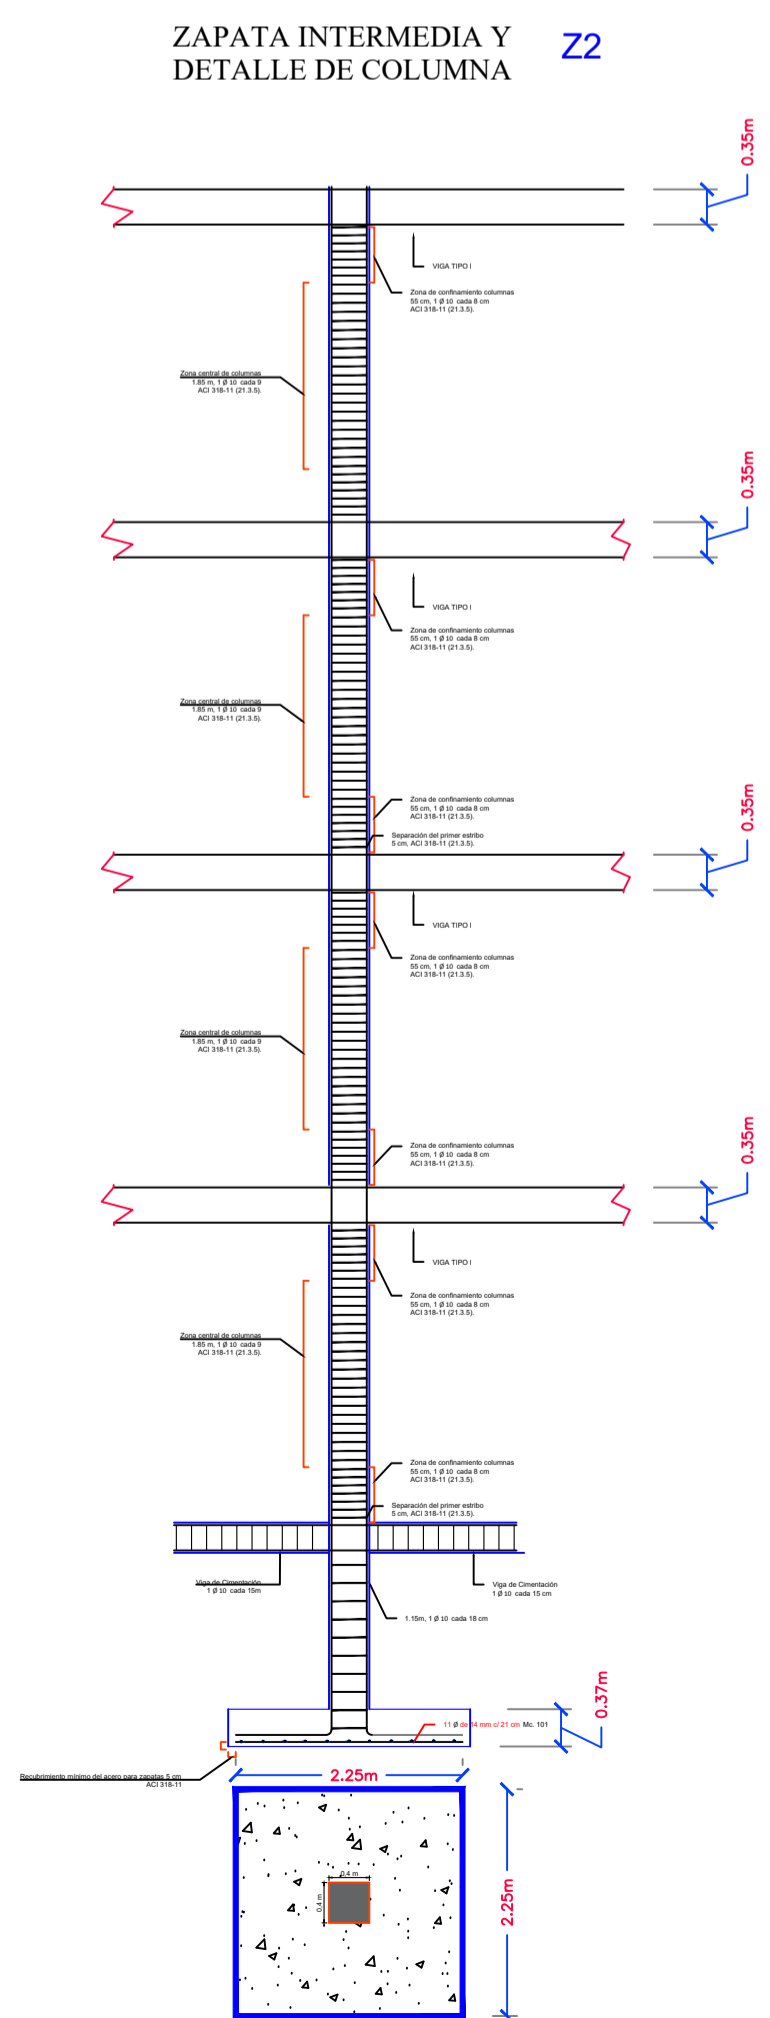 ZAPATA INTERMEDIA Y
DETALLE DE COLUMNA
Z2
0.35m
VIGA TIPO I
Zona de confinamiento columnas
55 cm, 1 Ø 10 cada 8 cm
ACI 318-11 (21.3.5).
Zona central de columnas
1.85 m, 1 Ø 10 cada 9
ACI 318-11 (21.3.5).
0.35m
VIGA TIPO I
Zona de confinamiento columnas
55 cm, 1 Ø 10 cada 8 cm
ACI 318-11 (21.3.5).
Zona central de columnas
1.85 m, 1 Ø 10 cada 9
ACI 318-11 (21.3.5).
Zona de confinamiento columnas
55 cm, 1 Ø 10 cada 8 cm
ACI 318-11 (21.3.5).
Separación del primer estribo
5 cm, ACI 318-11 (21.3.5).
0.35m
VIGA TIPO I
Zona de confinamiento columnas
55 cm, 1 Ø 10 cada 8 cm
ACI 318-11 (21.3.5).
Zona central de columnas
1.85 m, 1 Ø 10 cada 9
ACI 318-11 (21.3.5).
Zona de confinamiento columnas
55 cm, 1 Ø 10 cada 8 cm
ACI 318-11 (21.3.5).
0.35m
VIGA TIPO I
Zona de confinamiento columnas
55 cm, 1 Ø 10 cada 8 cm
ACI 318-11 (21.3.5).
Zona central de columnas
1.85 m, 1 Ø 10 cada 9
ACI 318-11 (21.3.5).
Zona de confinamiento columnas
55 cm, 1 Ø 10 cada 8 cm
ACI 318-11 (21.3.5).
Separación del primer estribo
5 cm, ACI 318-11 (21.3.5).
Viga de Cimentación
1 Ø 10 cada 15m
Viga de Cimentación
1 Ø 10 cada 15 cm
1.15m, 1 Ø 10 cada 18 cm
0.37m
11 Ø de 14 mm c/ 21 cm Mc. 101
Recubrimiento mínimo del acero para zapatas 5 cm
ACI 318-11
2.25m
0,4 m
0,4 m
2.25m